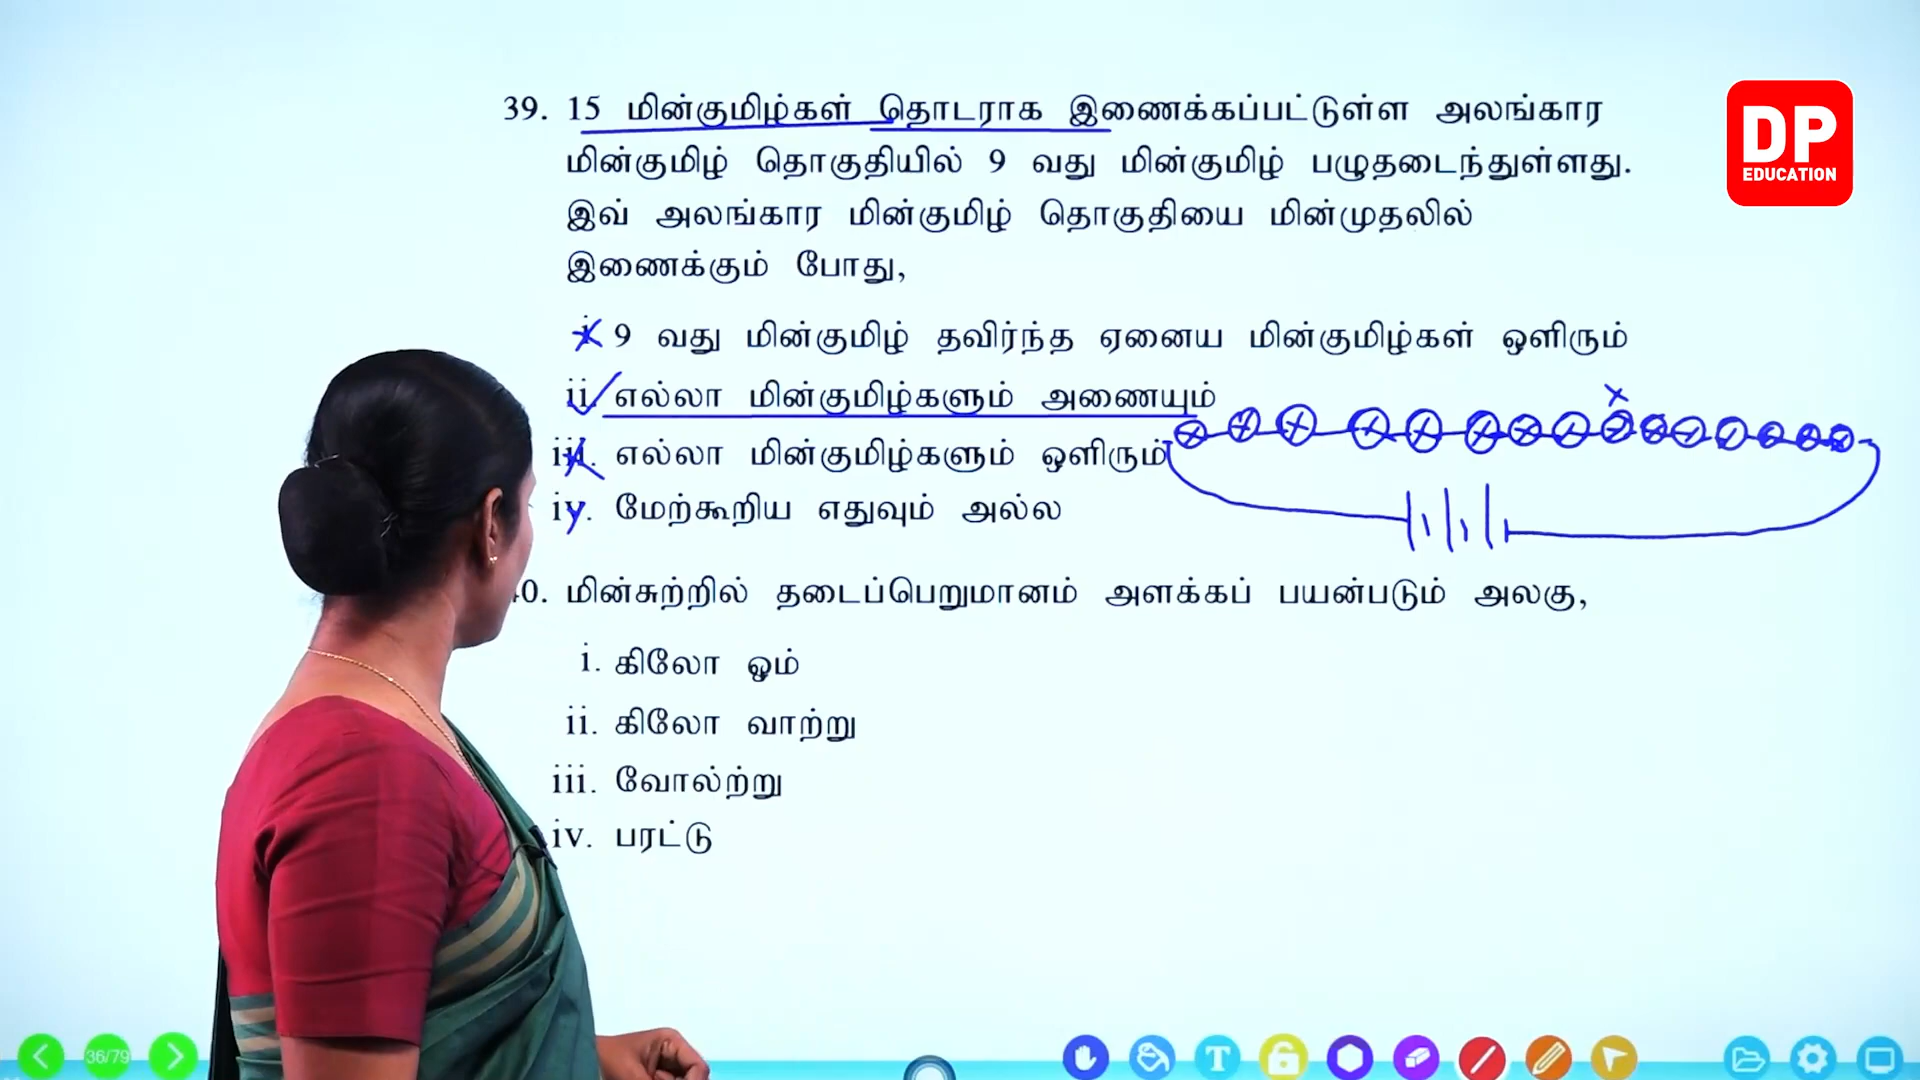 39. 15 மின்குமிழ்கள் தொடராக இணைக்கப்பட்டுள்ள அலங்கார
மின்குமிழ் தொகுதியில் 9 வது மின்குமிழ் பழுதடைந்துள்ளது.
இவ் அலங்கார மின்குமிழ் தொகுதியை மின்முதலில்
இணைக்கும் போது,
i. 9 வது மின்குமிழ் தவிர்ந்த ஏனைய மின்குமிழ்கள் ஒளிரும்
ii. எல்லா மின்குமிழ்களும் அணையும்
iii. எல்லா மின்குமிழ்களும் ஒளிரும்
iv. மேற்கூறிய எதுவும் அல்ல
40. மின்சுற்றில் தடைப்பெறுமானம் அளக்கப் பயன்படும் அலகு,
i. கிலோ ஓம்
ii. கிலோ வாற்று
iii. வோல்ற்று
iv. பரட்டு
DP
EDUCATION
36/79
T